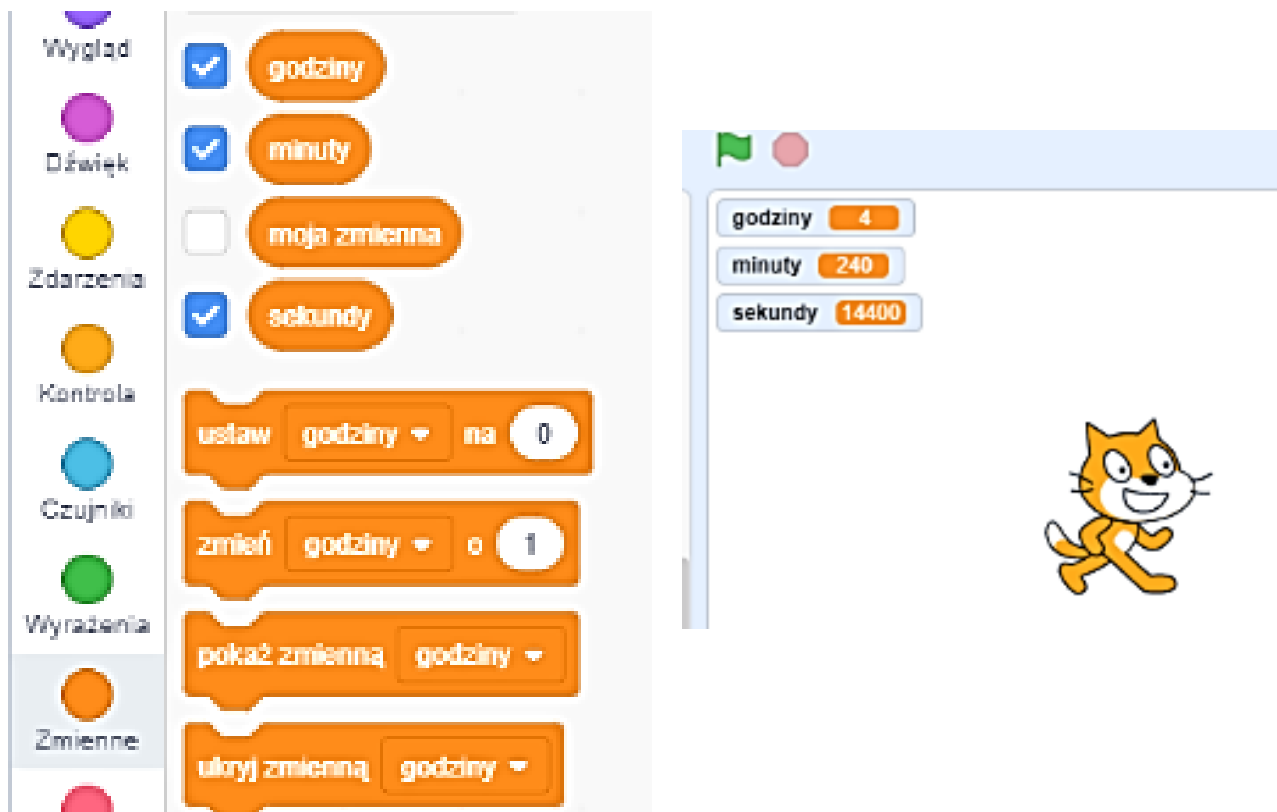 Wygląd
Dźwięk
Zdarzenia
Kontrola
Czujniki
Wyrażenia
Zmienne
godziny
minuty
moja zmienna
sekundy
ustaw godziny na 0
zmień godziny o 1
pokaż zmienną godziny
ukryj zmienną godziny
godziny 4
minuty 240
sekundy 14400